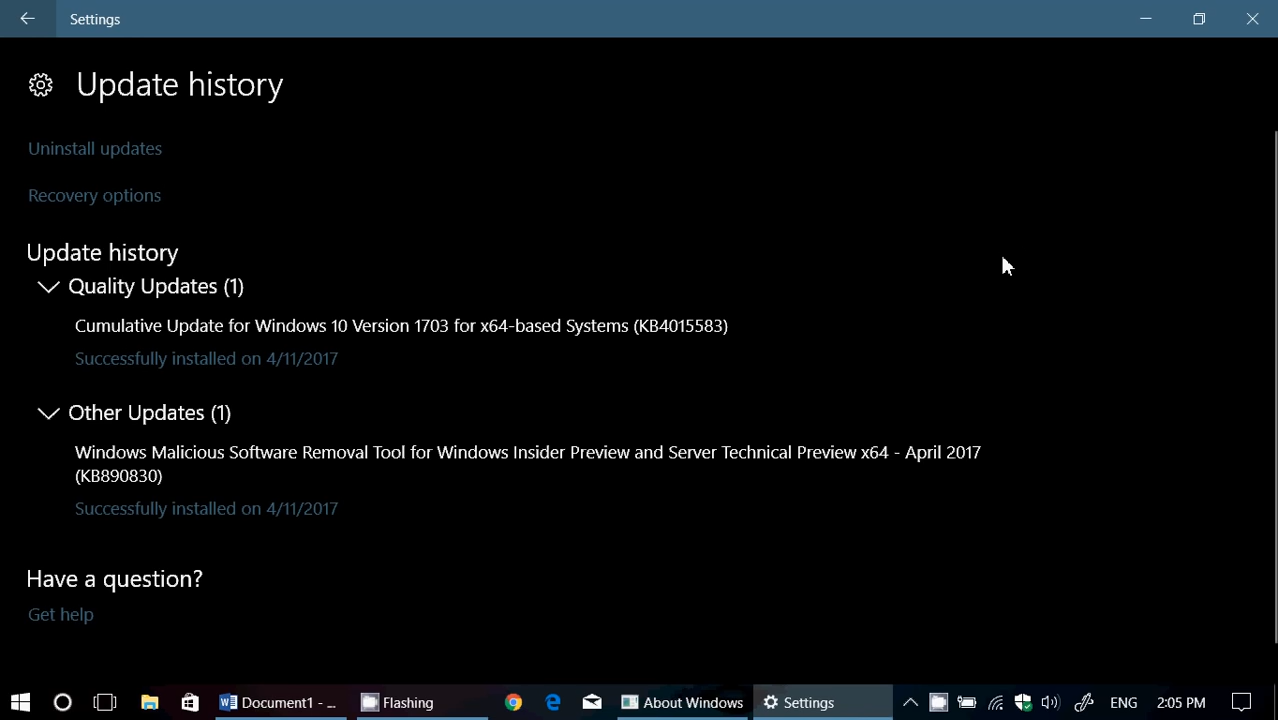 Settings
Update history
Uninstall updates
Recovery options
Update history
Quality Updates (1)
Cumulative Update for Windows 10 Version 1703 for x64-based Systems (KB4015583)
Successfully installed on 4/11/2017
Other Updates (1)
Windows Malicious Software Removal Tool for Windows Insider Preview and Server Technical Preview x64 - April 2017
(KB890830)
Successfully installed on 4/11/2017
Have a question?
Get help
Document1 - ... Flashing About Windows Settings ENG 2:05 PM